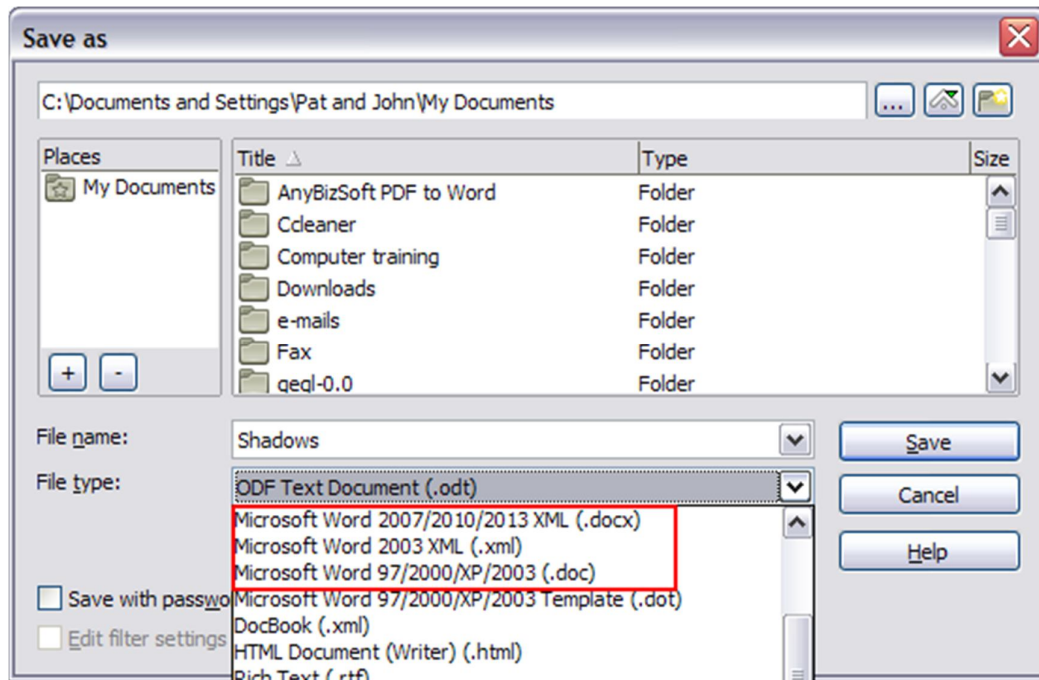 Save as
C:\Documents and Settings\Pat and John\My Documents
...
Places
Title Type Size
My Documents
AnyBizSoft PDF to Word Folder
Ccleaner Folder
Computer training Folder
Downloads Folder
e-mails Folder
Fax Folder
gegl-0.0 Folder
+ -
File name: Shadows Save
File type: ODF Text Document (.odt) Cancel
Microsoft Word 2007/2010/2013 XML (.docx)
Microsoft Word 2003 XML (.xml)
Help
Microsoft Word 97/2000/XP/2003 (.doc)
Save with passwo Microsoft Word 97/2000/XP/2003 Template (.dot)
DocBook (.xml)
Edit filter settings HTML Document (Writer) (.html)
Rich Text (.rtf)